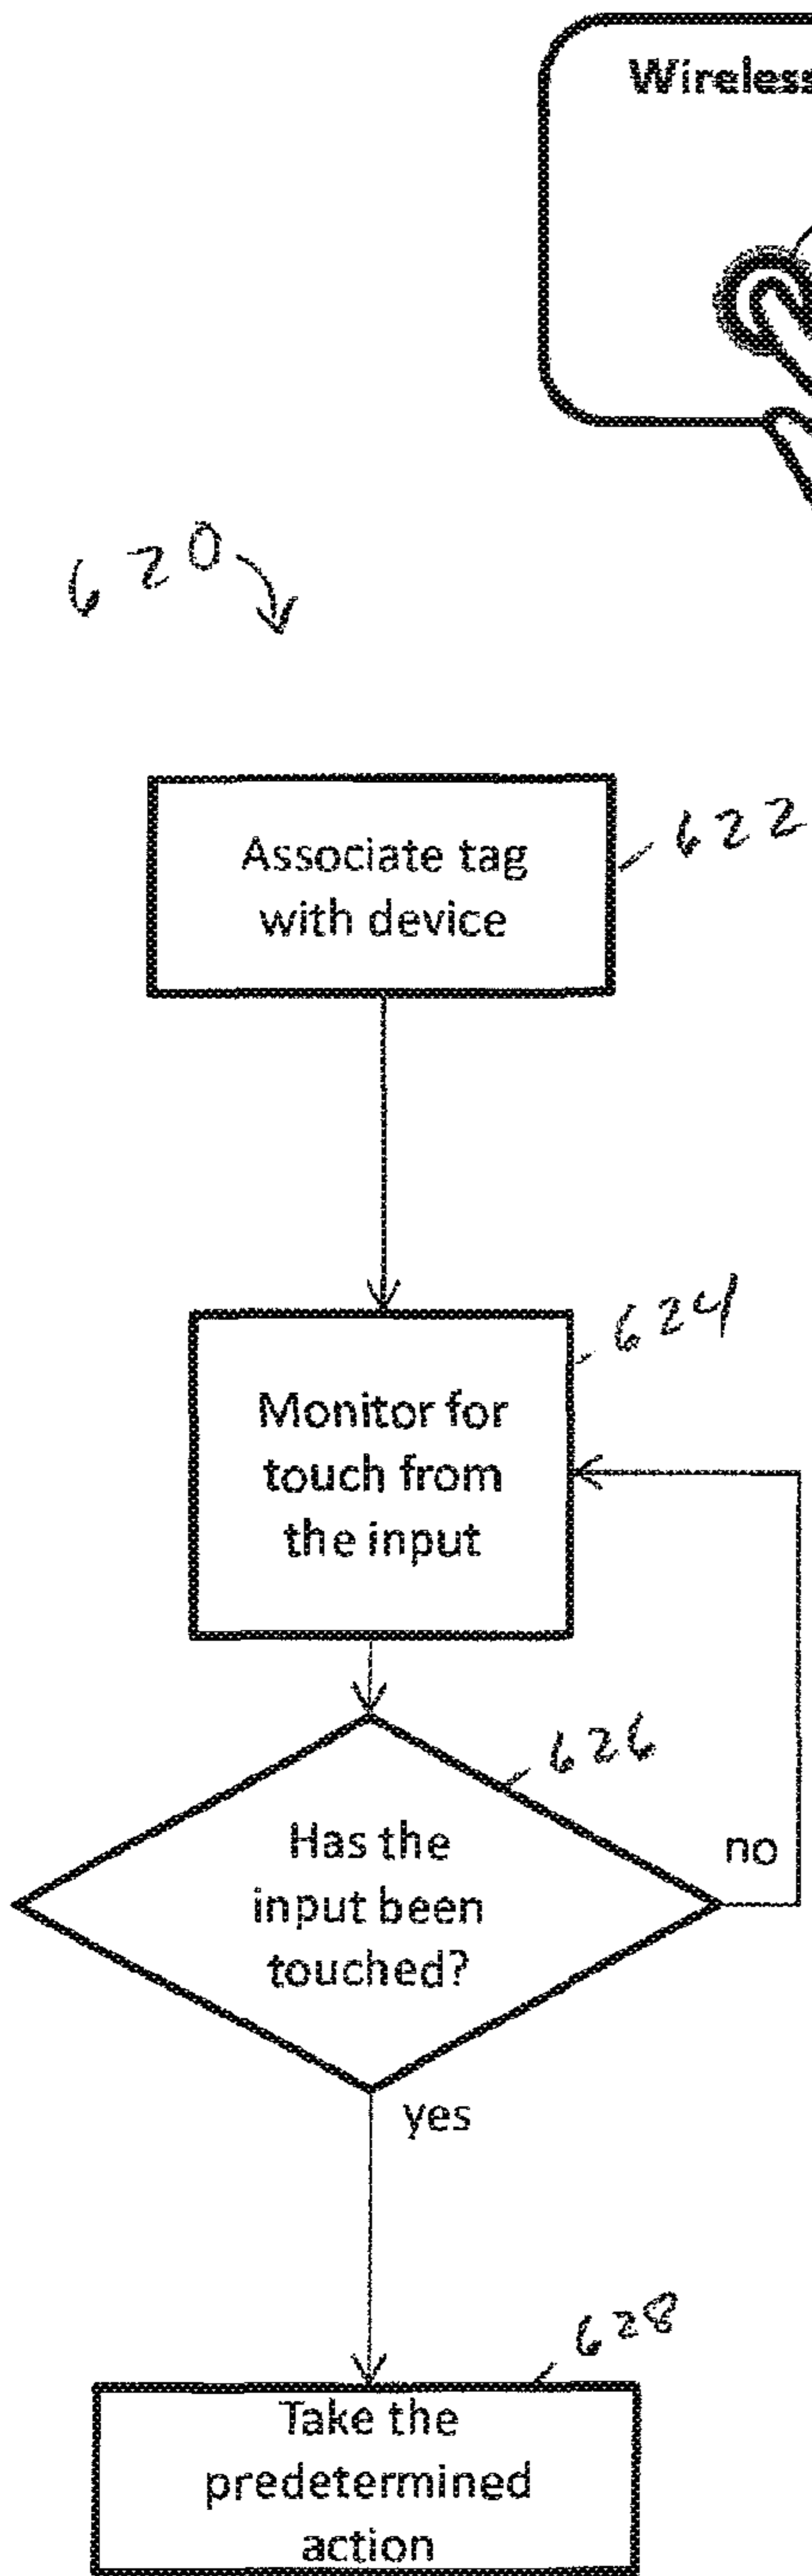 Wireless
620
Associate tag
with device
622
624
Monitor for
touch from
the input
626
Has the
input been
touched?
no
yes
628
Take the
predetermined
action